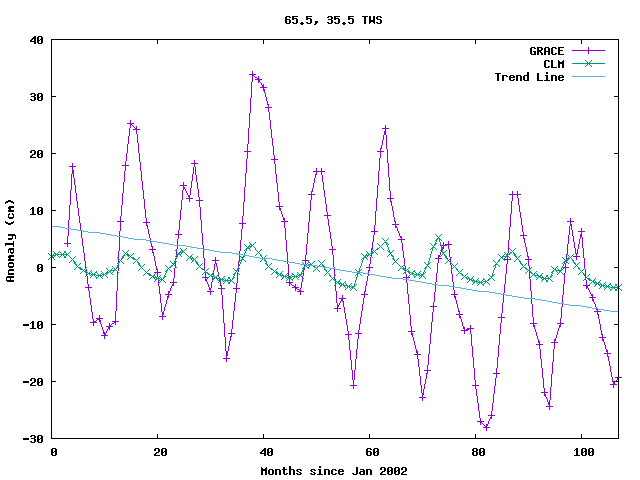 65.5, 35.5 TWS
40
30
20
10
0
-10
-20
-30
Anomaly (cm)
GRACE
CLM
Trend Line
0 20 40 60 80 100
Months since Jan 2002